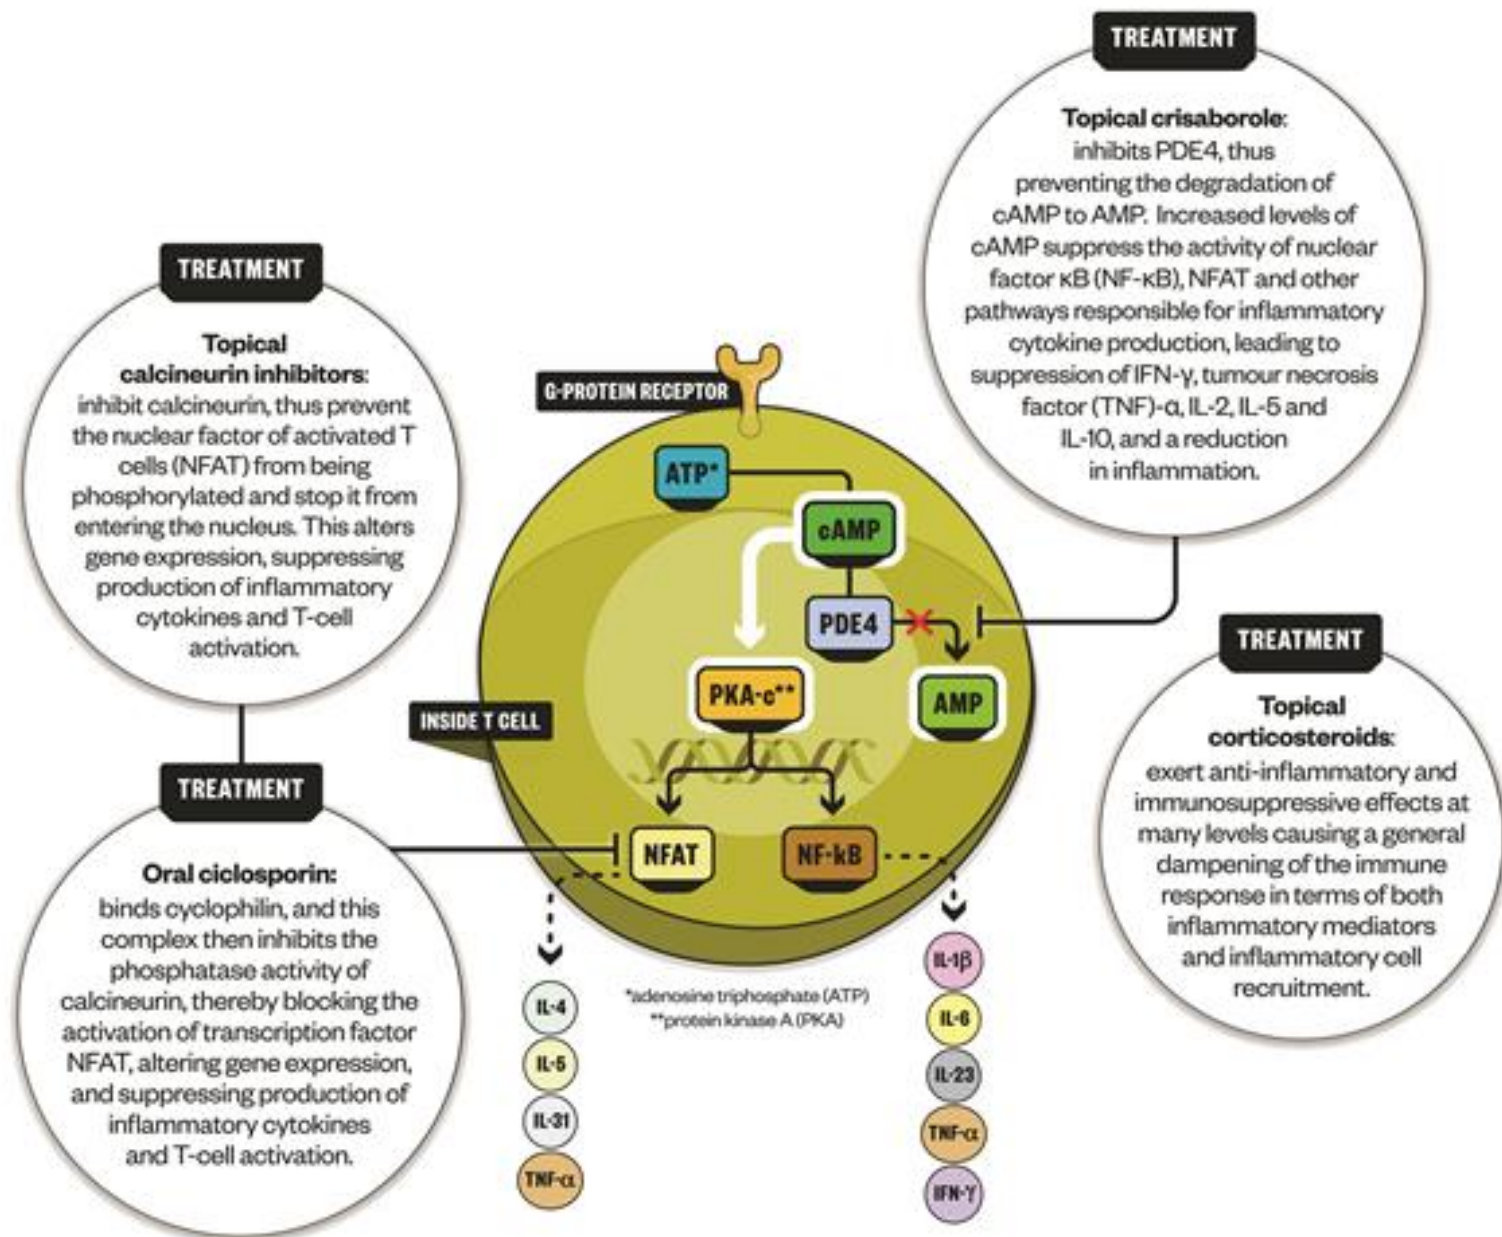 TREATMENT
Topical crisaborole:
inhibits PDE4, thus
preventing the degradation of
cAMP to AMP. Increased levels of
cAMP suppress the activity of nuclear
factor κB (NF-κB), NFAT and other
pathways responsible for inflammatory
cytokine production, leading to
suppression of IFN-γ, tumour necrosis
factor (TNF)-α, IL-2, IL-5 and
IL-10, and a reduction
in inflammation.
TREATMENT
Topical
calcineurin inhibitors:
inhibit calcineurin, thus prevent
the nuclear factor of activated T
cells (NFAT) from being
phosphorylated and stop it from
entering the nucleus. This alters
gene expression, suppressing
production of inflammatory
cytokines and T-cell
activation.
G-PROTEIN RECEPTOR
ATP*
cAMP
PDE4
PKA-c**
AMP
INSIDE T CELL
NFAT
NF-kB
TREATMENT
Topical
corticosteroids:
exert anti-inflammatory and
immunosuppressive effects at
many levels causing a general
dampening of the immune
response in terms of both
inflammatory mediators
and inflammatory cell
recruitment.
TREATMENT
Oral ciclosporin:
binds cyclophilin, and this
complex then inhibits the
phosphatase activity of
calcineurin, thereby blocking the
activation of transcription factor
NFAT, altering gene expression,
and suppressing production of
inflammatory cytokines
and T-cell activation.
IL-4
IL-5
IL-31
TNF-α
*adenosine triphosphate (ATP)
**protein kinase A (PKA)
IL-1β
IL-6
IL-23
TNF-α
IFN-γ